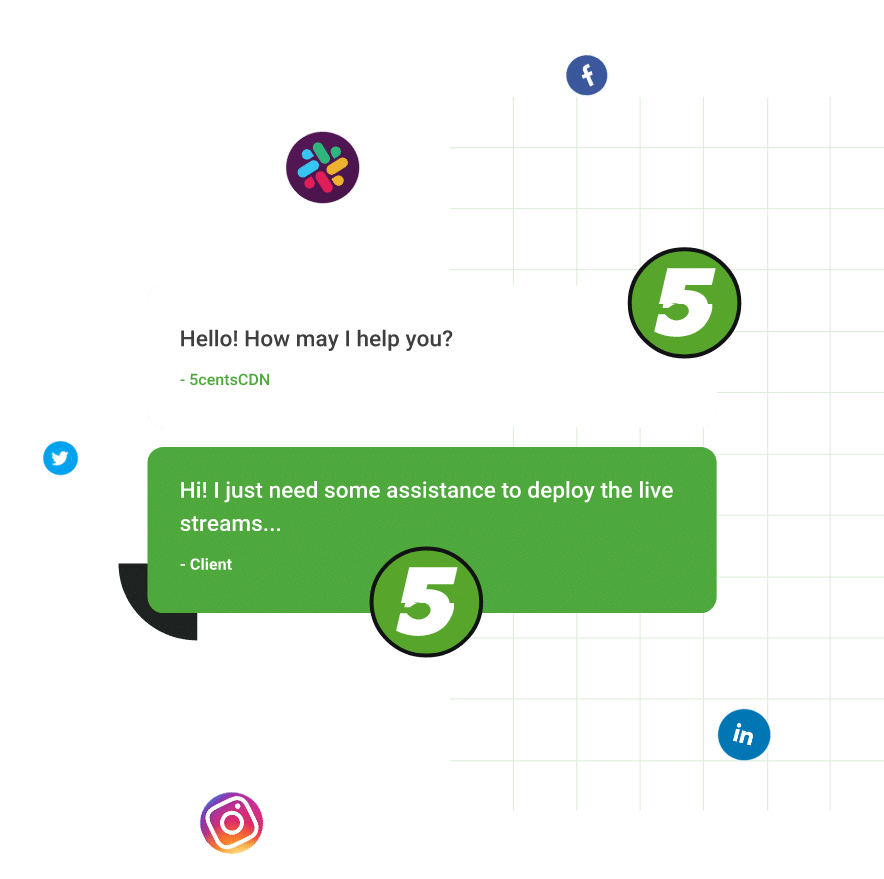 5
Hello! How may I help you?
- 5centsCDN
Hi! I just need some assistance to deploy the live
streams...
- Client
5
in